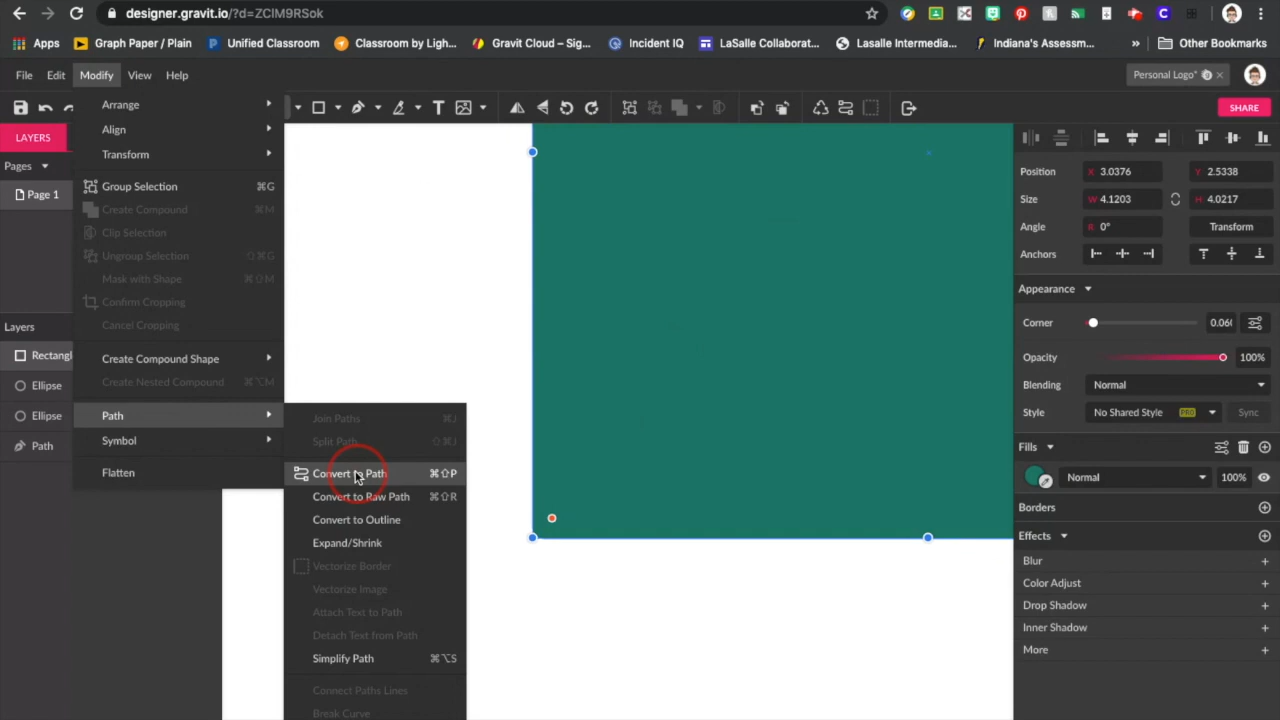 designer.gravit.io/?d=ZClM9RSok
Apps Graph Paper / Plain Unified Classroom Classroom by Ligh... Gravit Cloud – Sig... Incident IQ LaSalle Collaborat... Lasalle Intermedia... Indiana's Assessm... » Other Bookmarks
File Edit Modify View Help Personal Logo*
SHARE
LAYERS
Pages
Page 1
Layers
Rectangl
Ellipse
Ellipse
Path
Arrange
Align
Transform
Group Selection ⌘G
Create Compound ⌘M
Clip Selection
Ungroup Selection ⇧⌘G
Mask with Shape ⌘⇧M
Confirm Cropping
Cancel Cropping
Create Compound Shape
Create Nested Compound ⌘⌥M
Path
Symbol
Flatten
Join Paths ⌘J
Split Path ⇧⌘J
Convert to Path ⌘⇧P
Convert to Raw Path ⌘⇧R
Convert to Outline
Expand/Shrink
Vectorize Border
Vectorize Image
Attach Text to Path
Detach Text from Path
Simplify Path ⌘⌥S
Connect Paths Lines
Break Curve
Position X 3.0376 Y 2.5338
Size W 4.1203 H 4.0217
Angle R 0° Transform
Anchors
Appearance
Corner 0.06
Opacity 100%
Blending Normal
Style No Shared Style PRO Sync
Fills
Normal 100%
Borders
Effects
Blur
Color Adjust
Drop Shadow
Inner Shadow
More